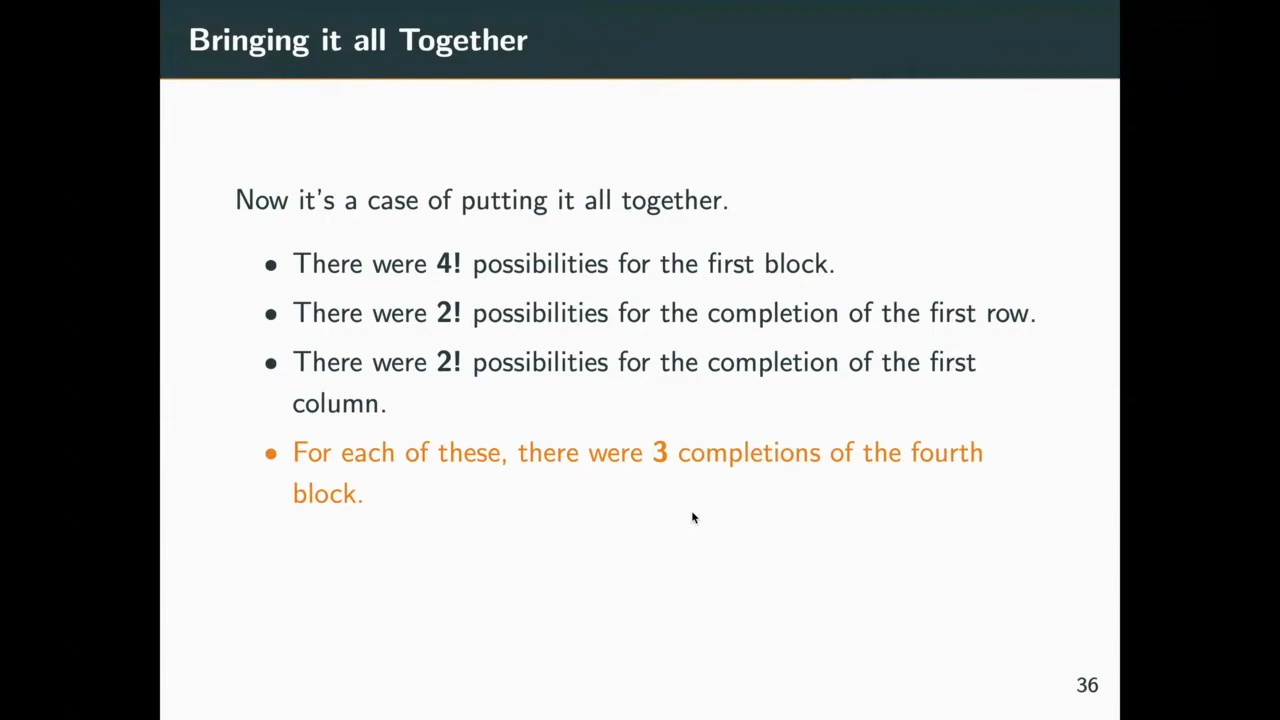 Bringing it all Together
Now it's a case of putting it all together.
• There were 4! possibilities for the first block.
• There were 2! possibilities for the completion of the first row.
• There were 2! possibilities for the completion of the first
column.
• For each of these, there were 3 completions of the fourth
block.
36